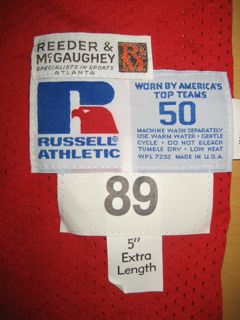 REEDER &
McGAUGHEY
SPECIALISTS IN SPORTS
ATLANTA
R
RUSSELL®
ATHLETIC
WORN BY AMERICA'S
TOP TEAMS
50
MACHINE WASH SEPARATELY
USE WARM WATER • GENTLE
CYCLE • DO NOT BLEACH
TUMBLE DRY • LOW HEAT
WPL 7232 MADE IN U.S.A.
89
5"
Extra
Length